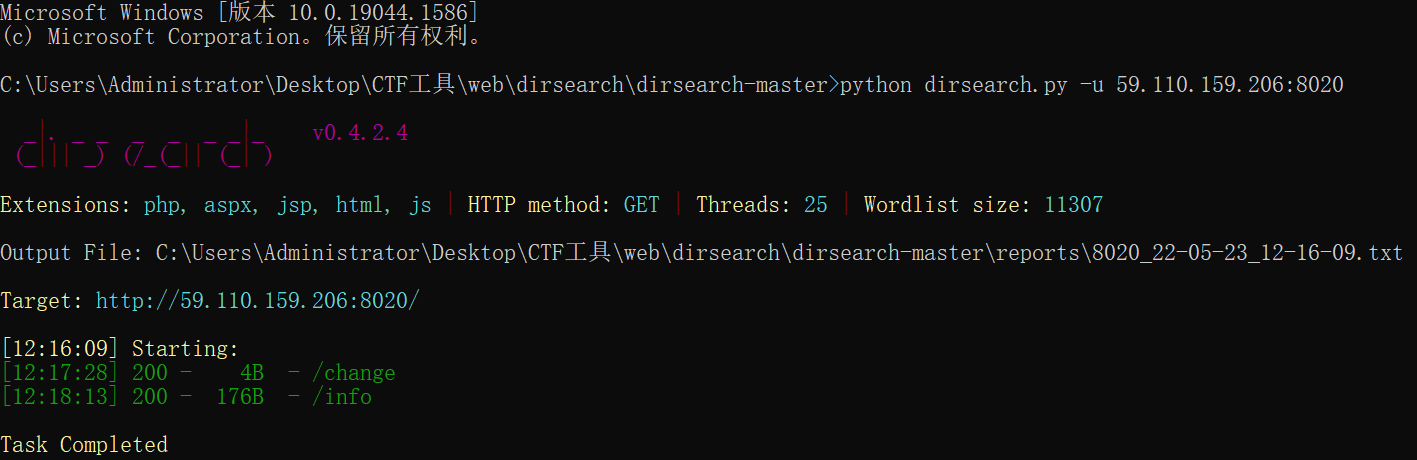 Microsoft Windows [版本 10.0.19044.1586]
(c) Microsoft Corporation。保留所有权利。
C:\Users\Administrator\Desktop\CTF工具\web\dirsearch\dirsearch-master>python dirsearch.py -u 59.110.159.206:8020
dirsearch v0.4.2.4
Extensions: php, aspx, jsp, html, js | HTTP method: GET | Threads: 25 | Wordlist size: 11307
Output File: C:\Users\Administrator\Desktop\CTF工具\web\dirsearch\dirsearch-master\reports\8020_22-05-23_12-16-09.txt
Target: http://59.110.159.206:8020/
[12:16:09] Starting:
[12:17:28] 200 - 4B - /change
[12:18:13] 200 - 176B - /info
Task Completed